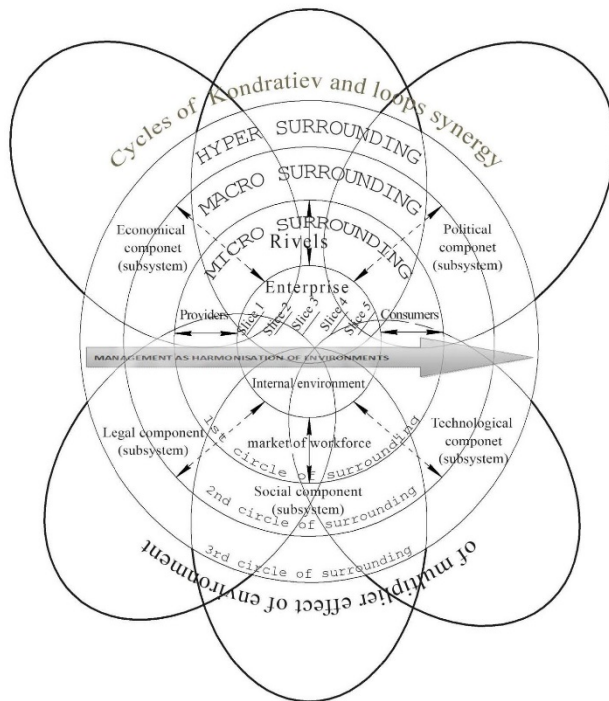 Cycles of Kondratiev and loops synergy
HYPER SURROUNDING
MACRO SURROUNDING
MICRO SURROUNDING
Economical componet
(subsystem)
Rivels
Political componet
(subsystem)
Enterprise
Providers
Slice 1
Slice 2
Slice 3
Slice 4
Slice 5
Consumers
MANAGEMENT AS HARMONISATION OF ENVIRONMENTS
Internal environment
Legal component
(subsystem)
market of workforce
Technological
componet
(subsystem)
1st circle of surrounding
Social component
(subsystem)
2nd circle of surrounding
3rd circle of surrounding
of multiplier effect of environment